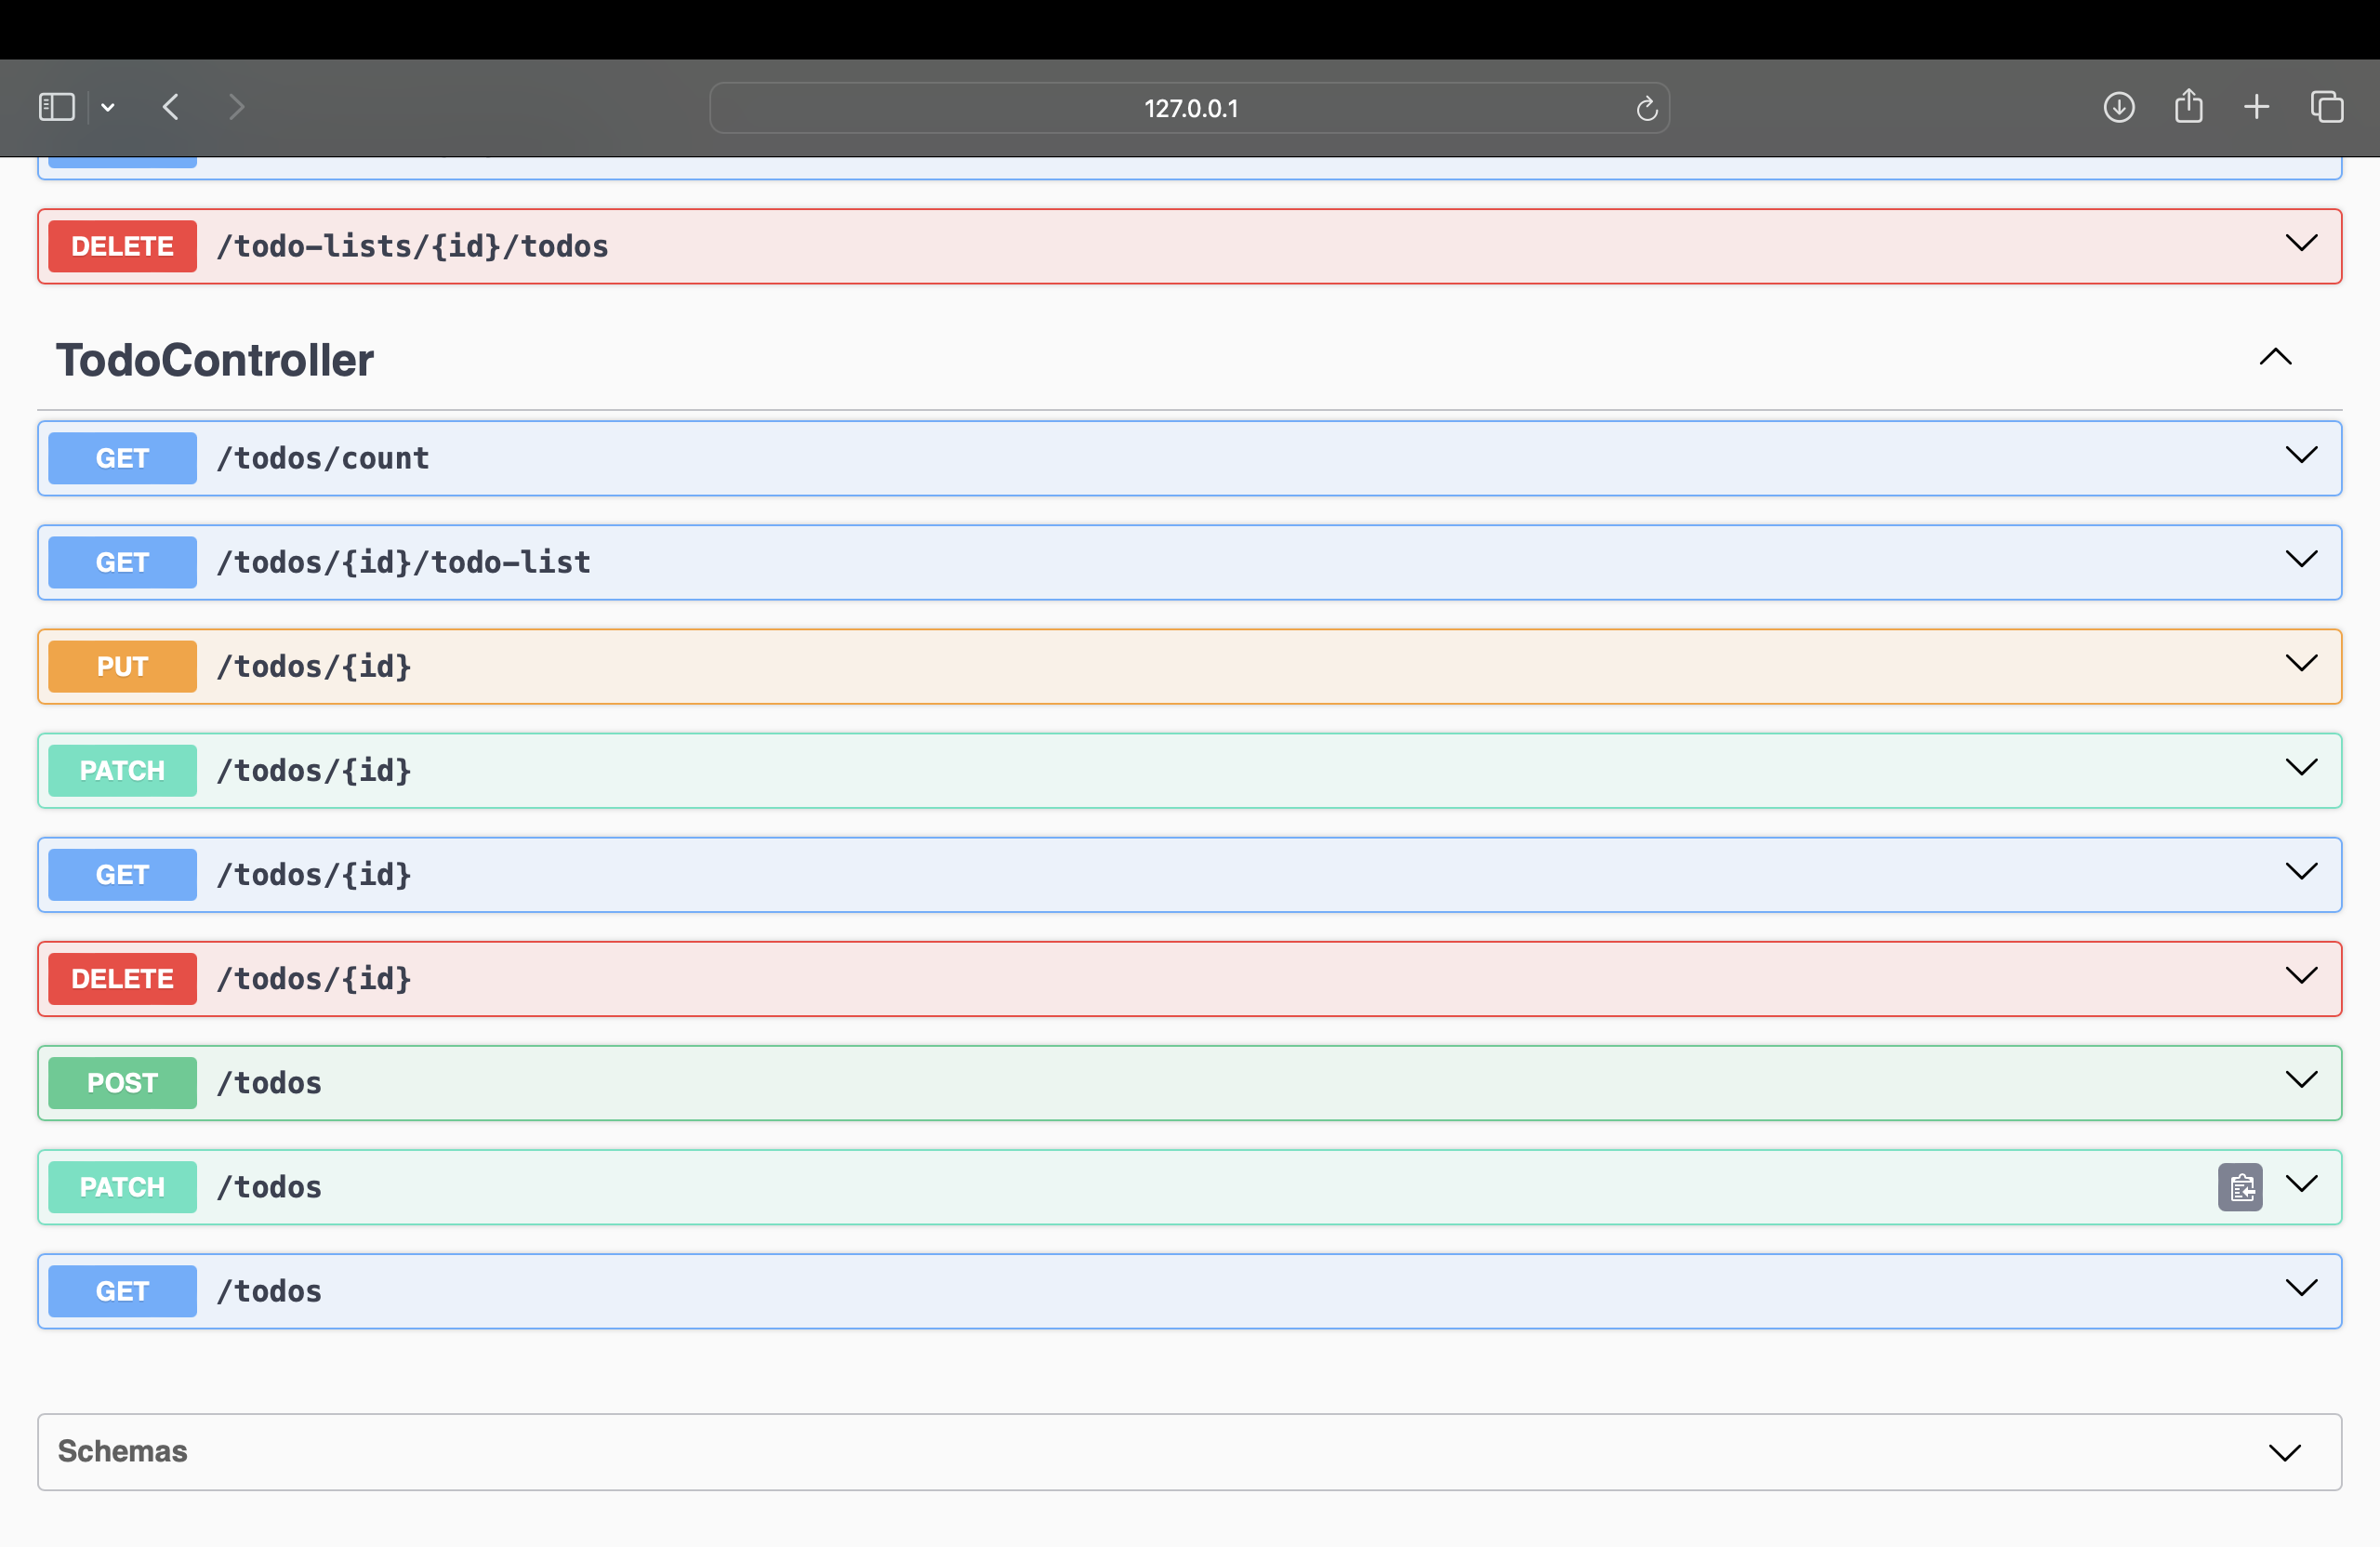 127.0.0.1
DELETE /todo-lists/{id}/todos
TodoController
GET /todos/count
GET /todos/{id}/todo-list
PUT /todos/{id}
PATCH /todos/{id}
GET /todos/{id}
DELETE /todos/{id}
POST /todos
PATCH /todos
GET /todos
Schemas